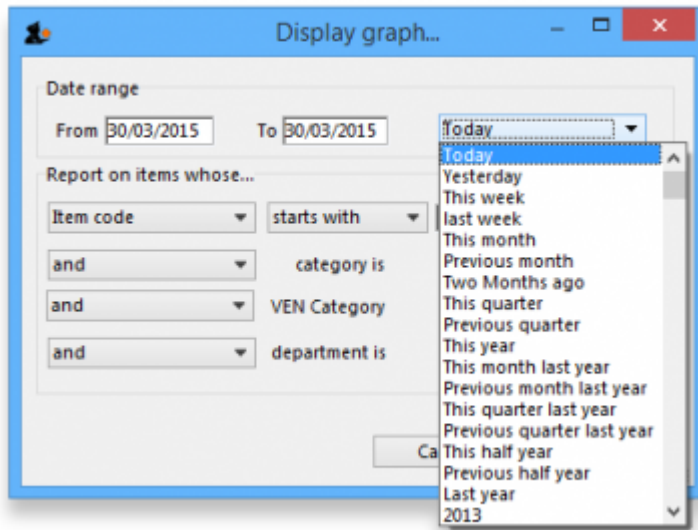 Display graph...
Date range
From 30/03/2015 To 30/03/2015 Today
Today
Yesterday
This week
last week
This month
Previous month
Two Months ago
This quarter
Previous quarter
This year
This month last year
Previous month last year
This quarter last year
Previous quarter last year
This half year
Previous half year
Last year
2013
Report on items whose...
Item code starts with
and category is
and VEN Category
and department is